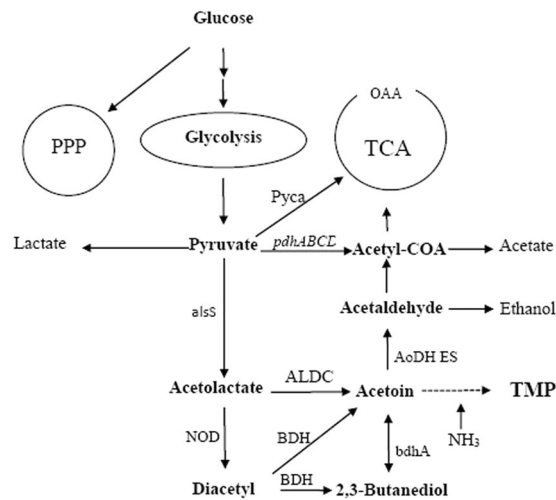 Glucose
OAA
PPP
Glycolysis
TCA
Pyca
Lactate
Pyruvate
pdhABCD
Acetyl-COA
Acetate
Acetaldehyde
Ethanol
alsS
AoDH ES
Acetolactate
ALDC
Acetoin
TMP
NOD
BDH
bdhA
NH₃
Diacetyl
BDH
2,3-Butanediol